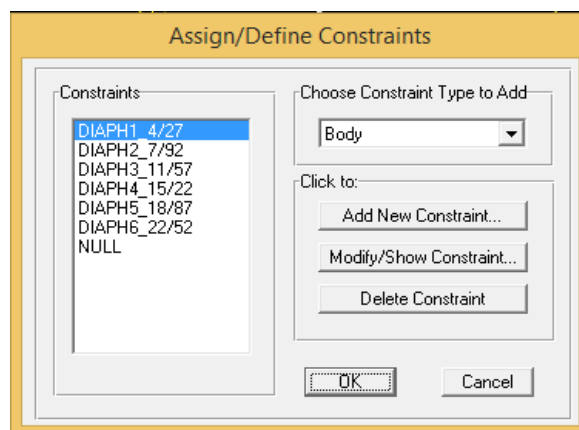 Assign/Define Constraints
Constraints
DIAPH1_4/27
DIAPH2_7/92
DIAPH3_11/57
DIAPH4_15/22
DIAPH5_18/87
DIAPH6_22/52
NULL
Choose Constraint Type to Add
Body
Click to:
Add New Constraint...
Modify/Show Constraint...
Delete Constraint
OK
Cancel